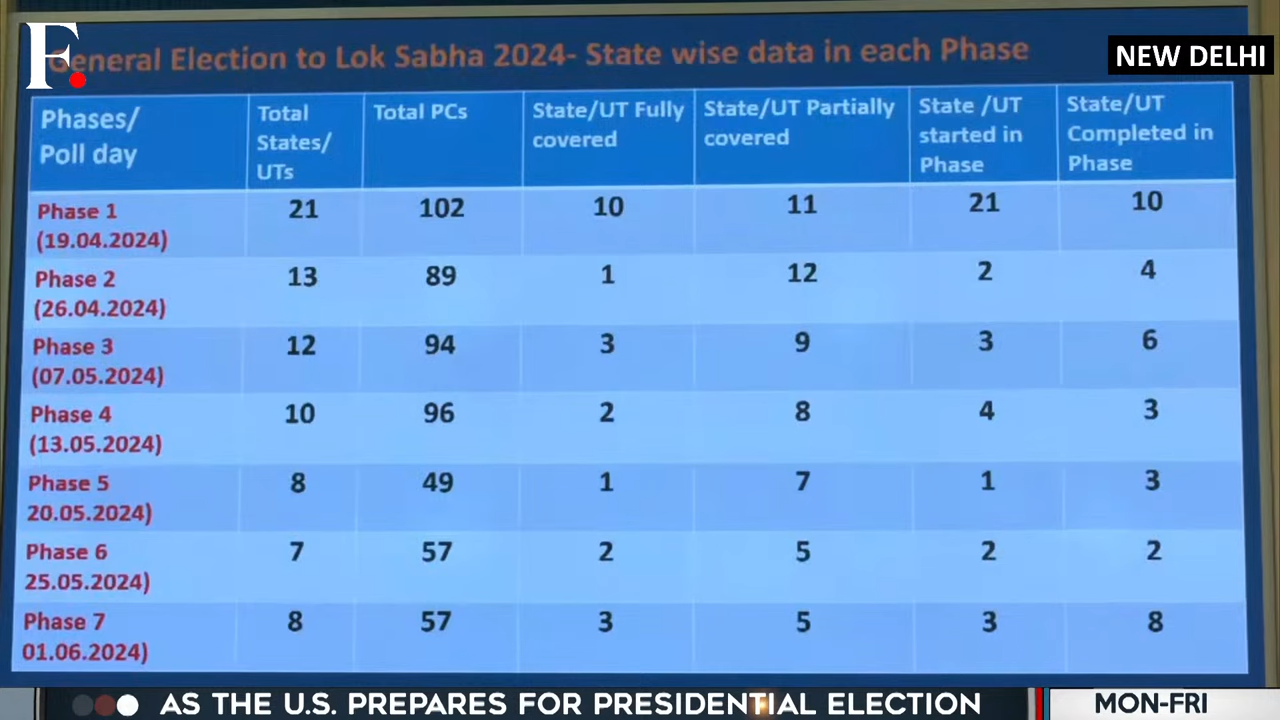 F.
General Election to Lok Sabha 2024- State wise data in each Phase
NEW DELHI
Phases/
Poll day
Total
States/
UTs
Total PCs
State/UT Fully
covered
State/UT Partially
covered
State /UT
started in
Phase
State/UT
Completed in
Phase
Phase 1
(19.04.2024)
21
102
10
11
21
10
Phase 2
(26.04.2024)
13
89
1
12
2
4
Phase 3
(07.05.2024)
12
94
3
9
3
6
Phase 4
(13.05.2024)
10
96
2
8
4
3
Phase 5
20.05.2024)
8
49
1
7
1
3
Phase 6
25.05.2024)
7
57
2
5
2
2
Phase 7
01.06.2024)
8
57
3
5
3
8
AS THE U.S. PREPARES FOR PRESIDENTIAL ELECTION
MON-FRI